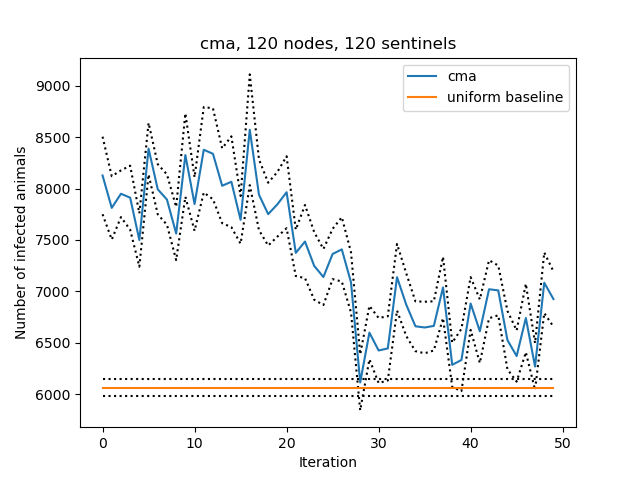 cma, 120 nodes, 120 sentinels
cma
uniform baseline
Number of infected animals
9000
8500
8000
7500
7000
6500
6000
0 10 20 30 40 50
Iteration